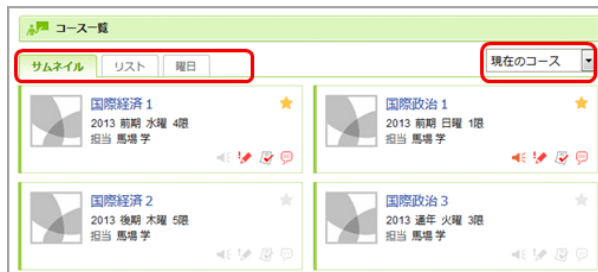 コース一覧
サムネイル リスト 曜日
現在のコース
国際経済1
2013 前期 水曜 4限
担当 馬場 学
国際政治1
2013 前期 日曜 1限
担当 馬場 学
国際経済2
2013 後期 木曜 5限
担当 馬場 学
国際政治3
2013 通年 火曜 3限
担当 馬場 学